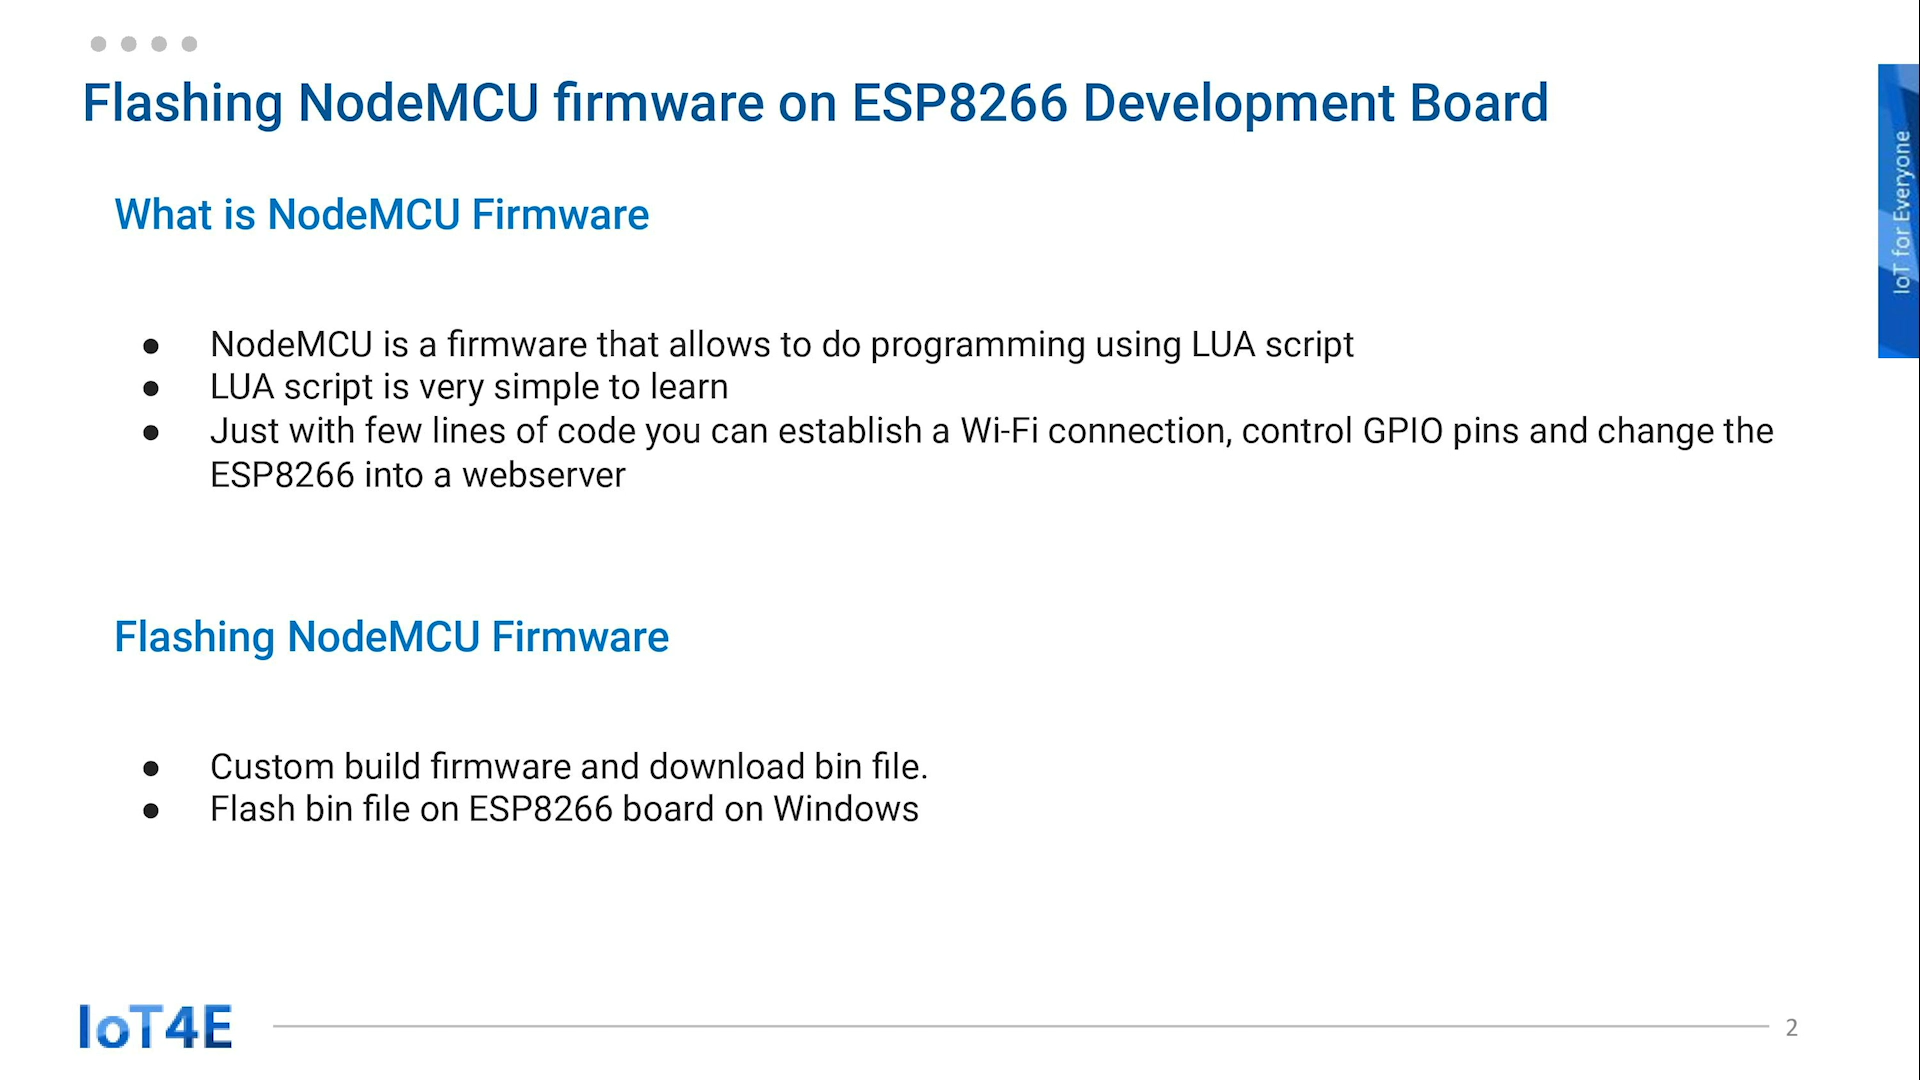 Flashing NodeMCU firmware on ESP8266 Development Board
IoT for Everyone
What is NodeMCU Firmware
● NodeMCU is a firmware that allows to do programming using LUA script
● LUA script is very simple to learn
● Just with few lines of code you can establish a Wi-Fi connection, control GPIO pins and change the
ESP8266 into a webserver
Flashing NodeMCU Firmware
● Custom build firmware and download bin file.
● Flash bin file on ESP8266 board on Windows
IoT4E
2